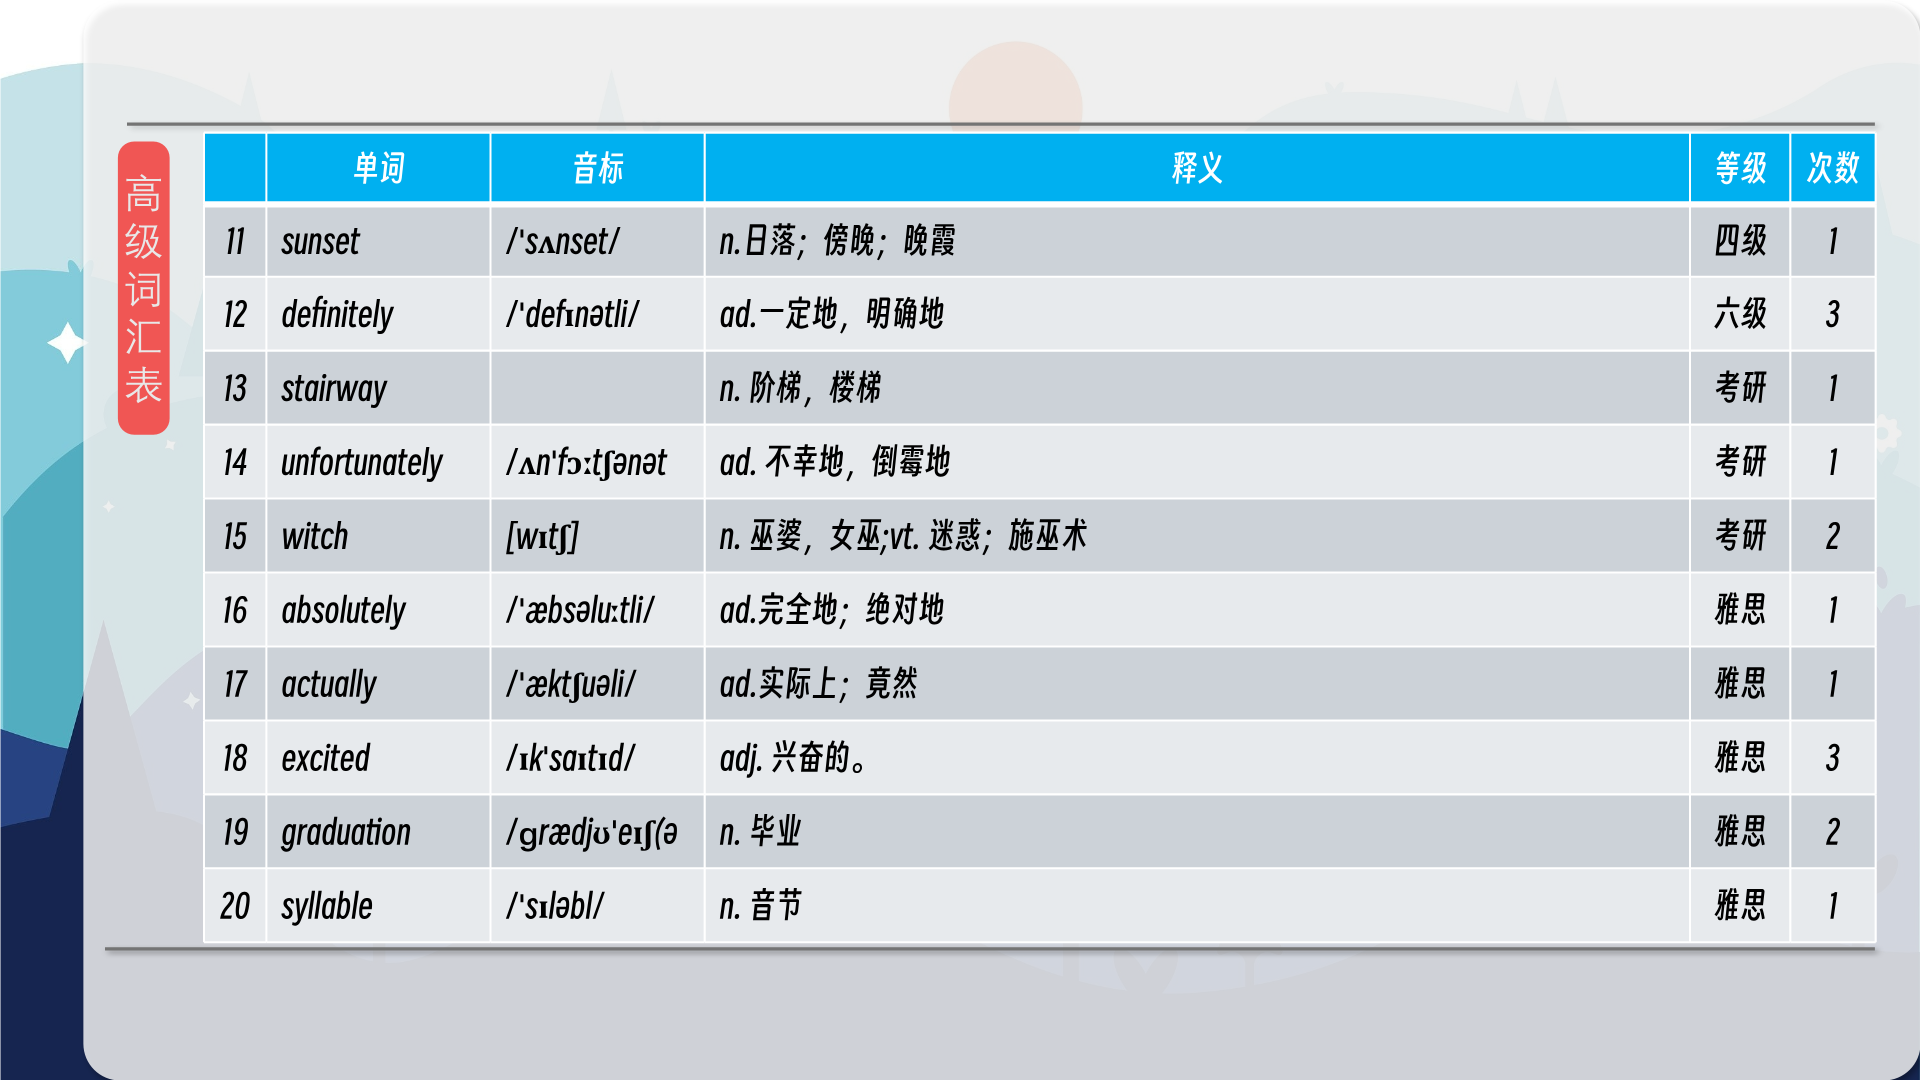 高级词汇表
单词 音标 释义 等级 次数
11 sunset /'sʌnset/ n.日落；傍晚；晚霞 四级 1
12 definitely /'defɪnətli/ ad.一定地，明确地 六级 3
13 stairway n. 阶梯，楼梯 考研 1
14 unfortunately /ʌn'fɔːtʃənət ad. 不幸地，倒霉地 考研 1
15 witch [wɪtʃ] n. 巫婆，女巫;vt. 迷惑；施巫术 考研 2
16 absolutely /'æbsəluːtli/ ad.完全地；绝对地 雅思 1
17 actually /'æktʃuəli/ ad.实际上；竟然 雅思 1
18 excited /ɪk'saɪtɪd/ adj. 兴奋的。 雅思 3
19 graduation /ɡrædjʊ'eɪʃ(ə n. 毕业 雅思 2
20 syllable /'sɪləbl/ n. 音节 雅思 1